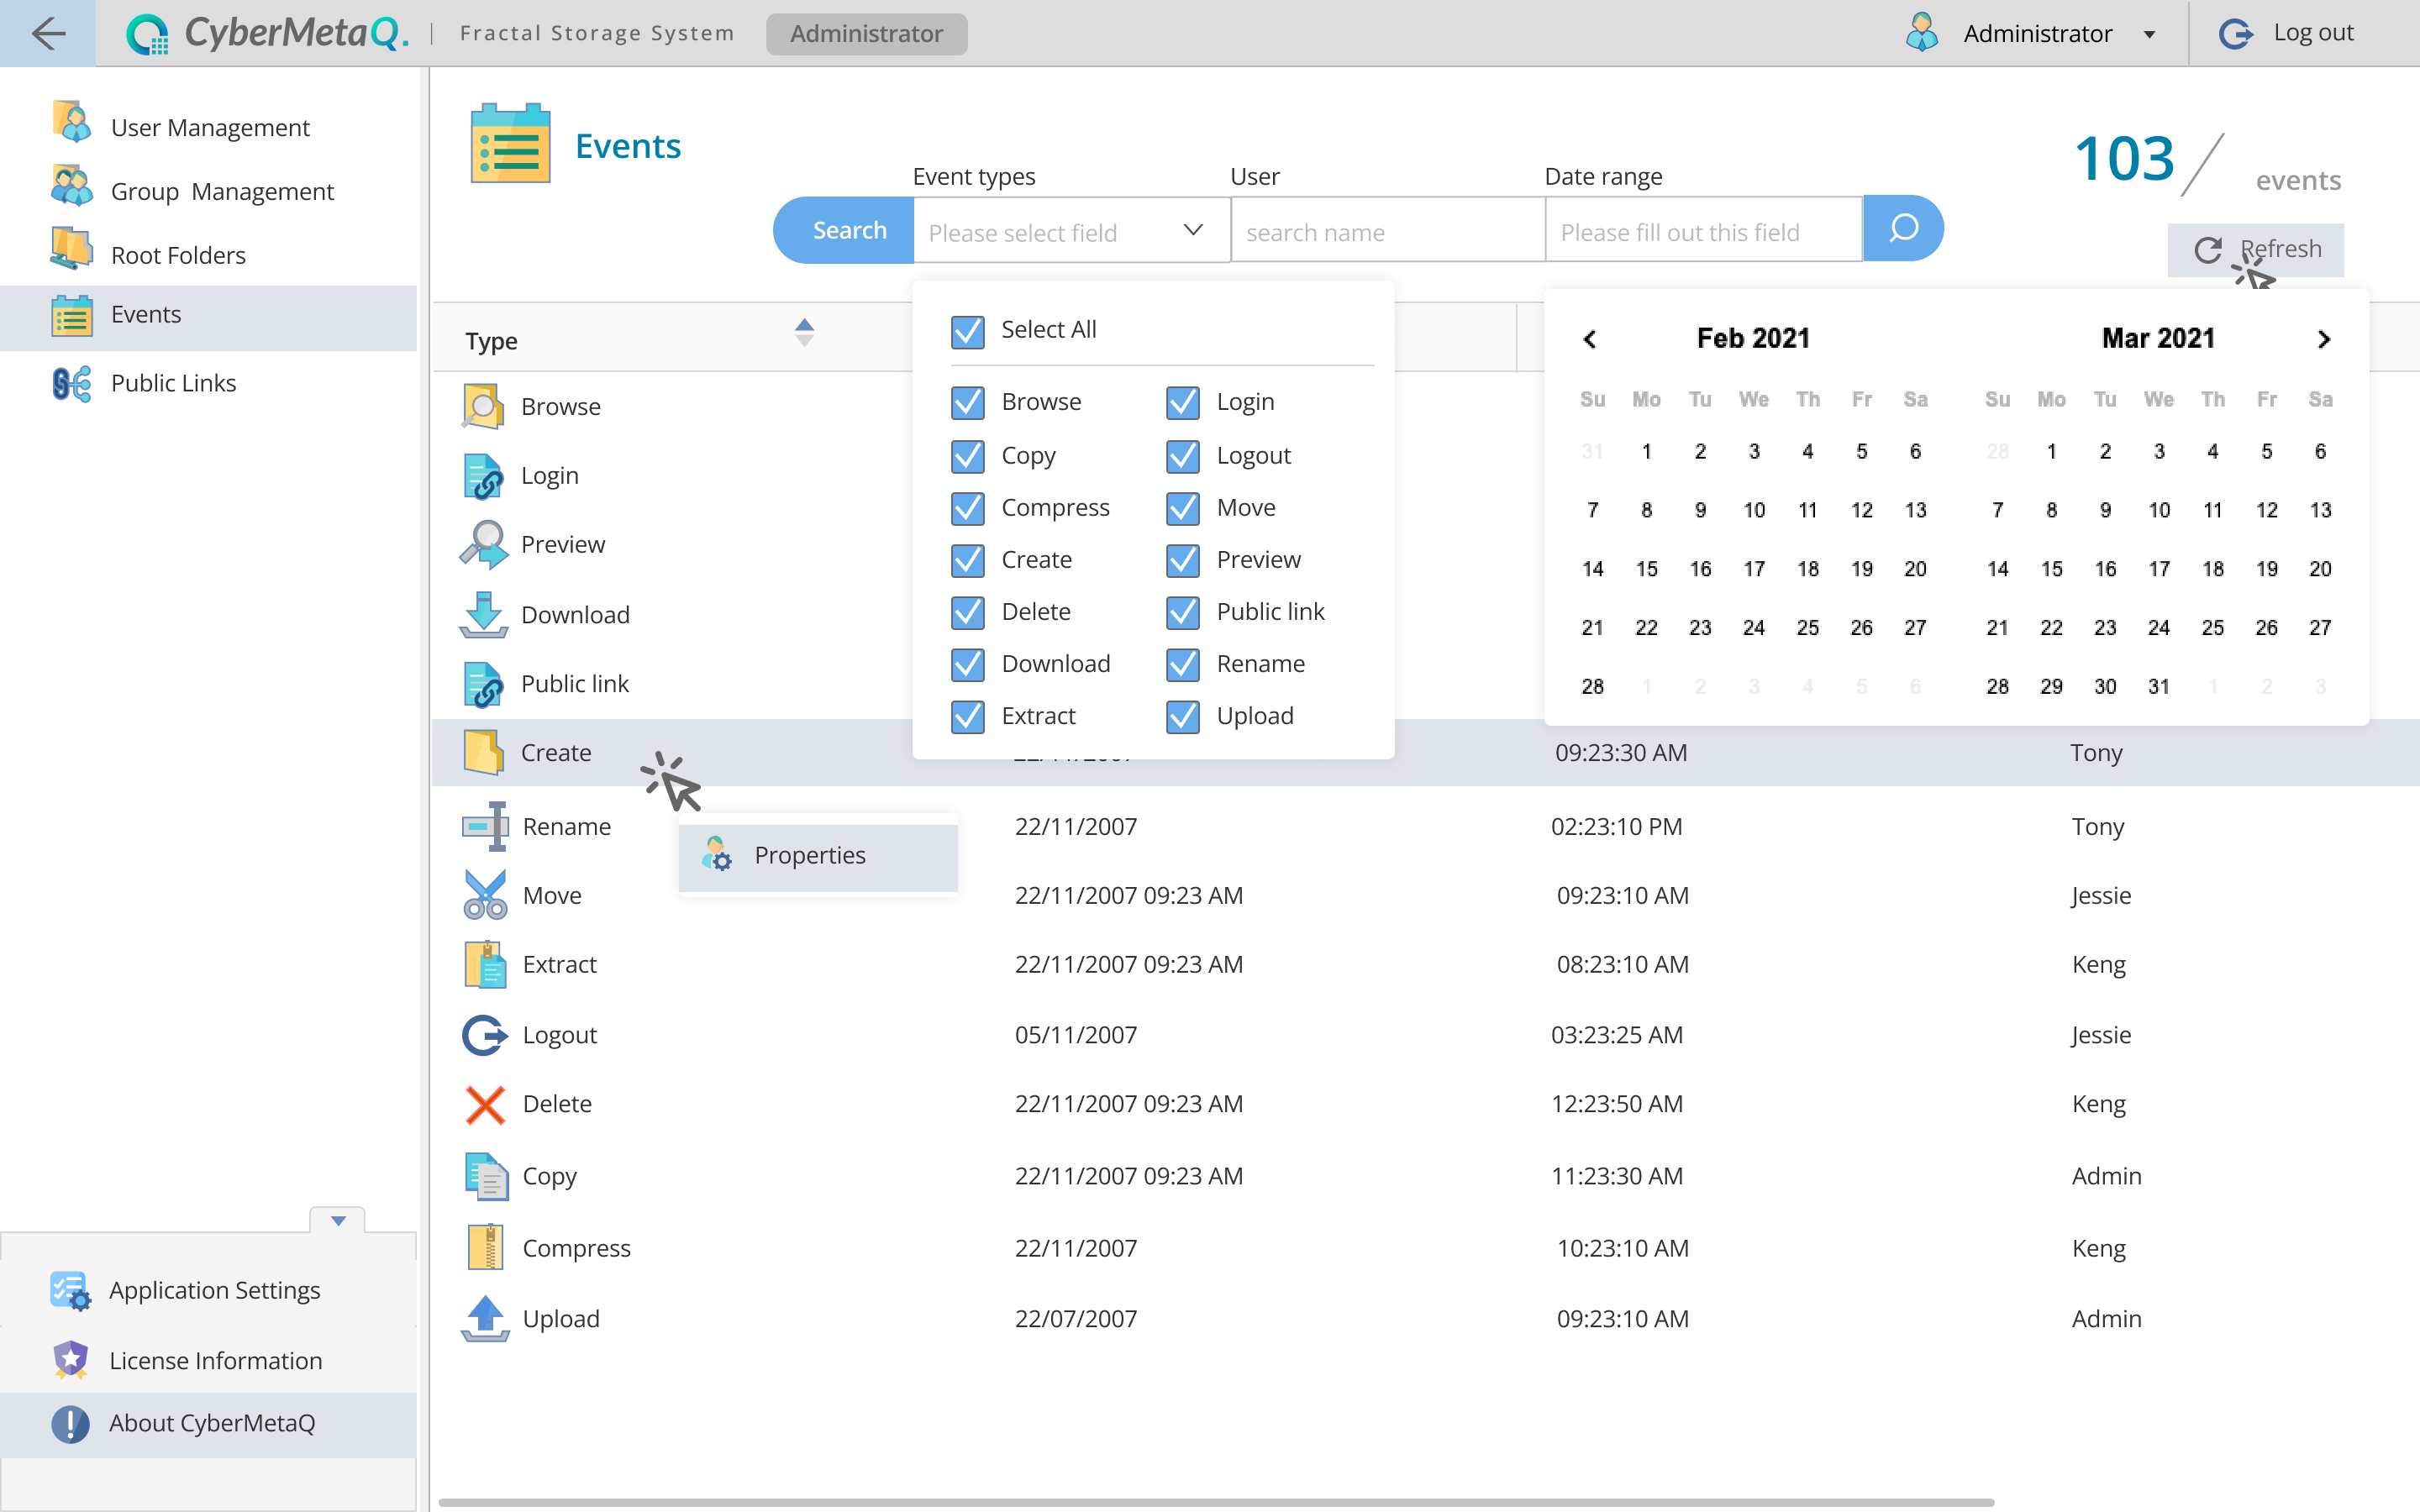 CyberMetaQ. | Fractal Storage System Administrator Administrator Log out
User Management
Group Management
Root Folders
Events
Public Links
Application Settings
License Information
About CyberMetaQ
Events
103 / events
Event types User Date range
Search Please select field search name Please fill out this field
Refresh
Type
Browse
Login
Preview
Download
Public link
Create 09:23:30 AM Tony
Rename 22/11/2007 02:23:10 PM Tony
Move 22/11/2007 09:23 AM 09:23:10 AM Jessie
Extract 22/11/2007 09:23 AM 08:23:10 AM Keng
Logout 05/11/2007 03:23:25 AM Jessie
Delete 22/11/2007 09:23 AM 12:23:50 AM Keng
Copy 22/11/2007 09:23 AM 11:23:30 AM Admin
Compress 22/11/2007 10:23:10 AM Keng
Upload 22/07/2007 09:23:10 AM Admin
Properties
Select All
Browse Login
Copy Logout
Compress Move
Create Preview
Delete Public link
Download Rename
Extract Upload
Feb 2021
Su Mo Tu We Th Fr Sa
31 1 2 3 4 5 6
7 8 9 10 11 12 13
14 15 16 17 18 19 20
21 22 23 24 25 26 27
28 1 2 3 4 5 6
Mar 2021
Su Mo Tu We Th Fr Sa
28 1 2 3 4 5 6
7 8 9 10 11 12 13
14 15 16 17 18 19 20
21 22 23 24 25 26 27
28 29 30 31 1 2 3